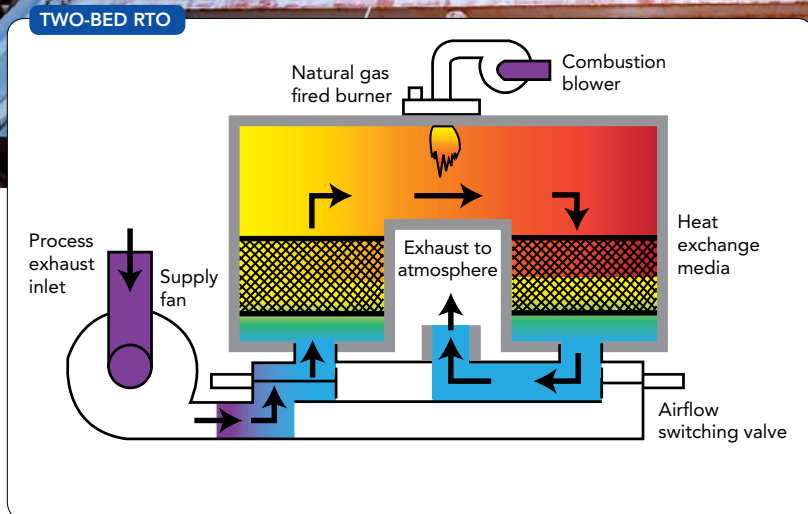 TWO-BED RTO
Natural gas
fired burner
Combustion
blower
Process
exhaust
inlet
Supply
fan
Exhaust to
atmosphere
Heat
exchange
media
Airflow
switching valve